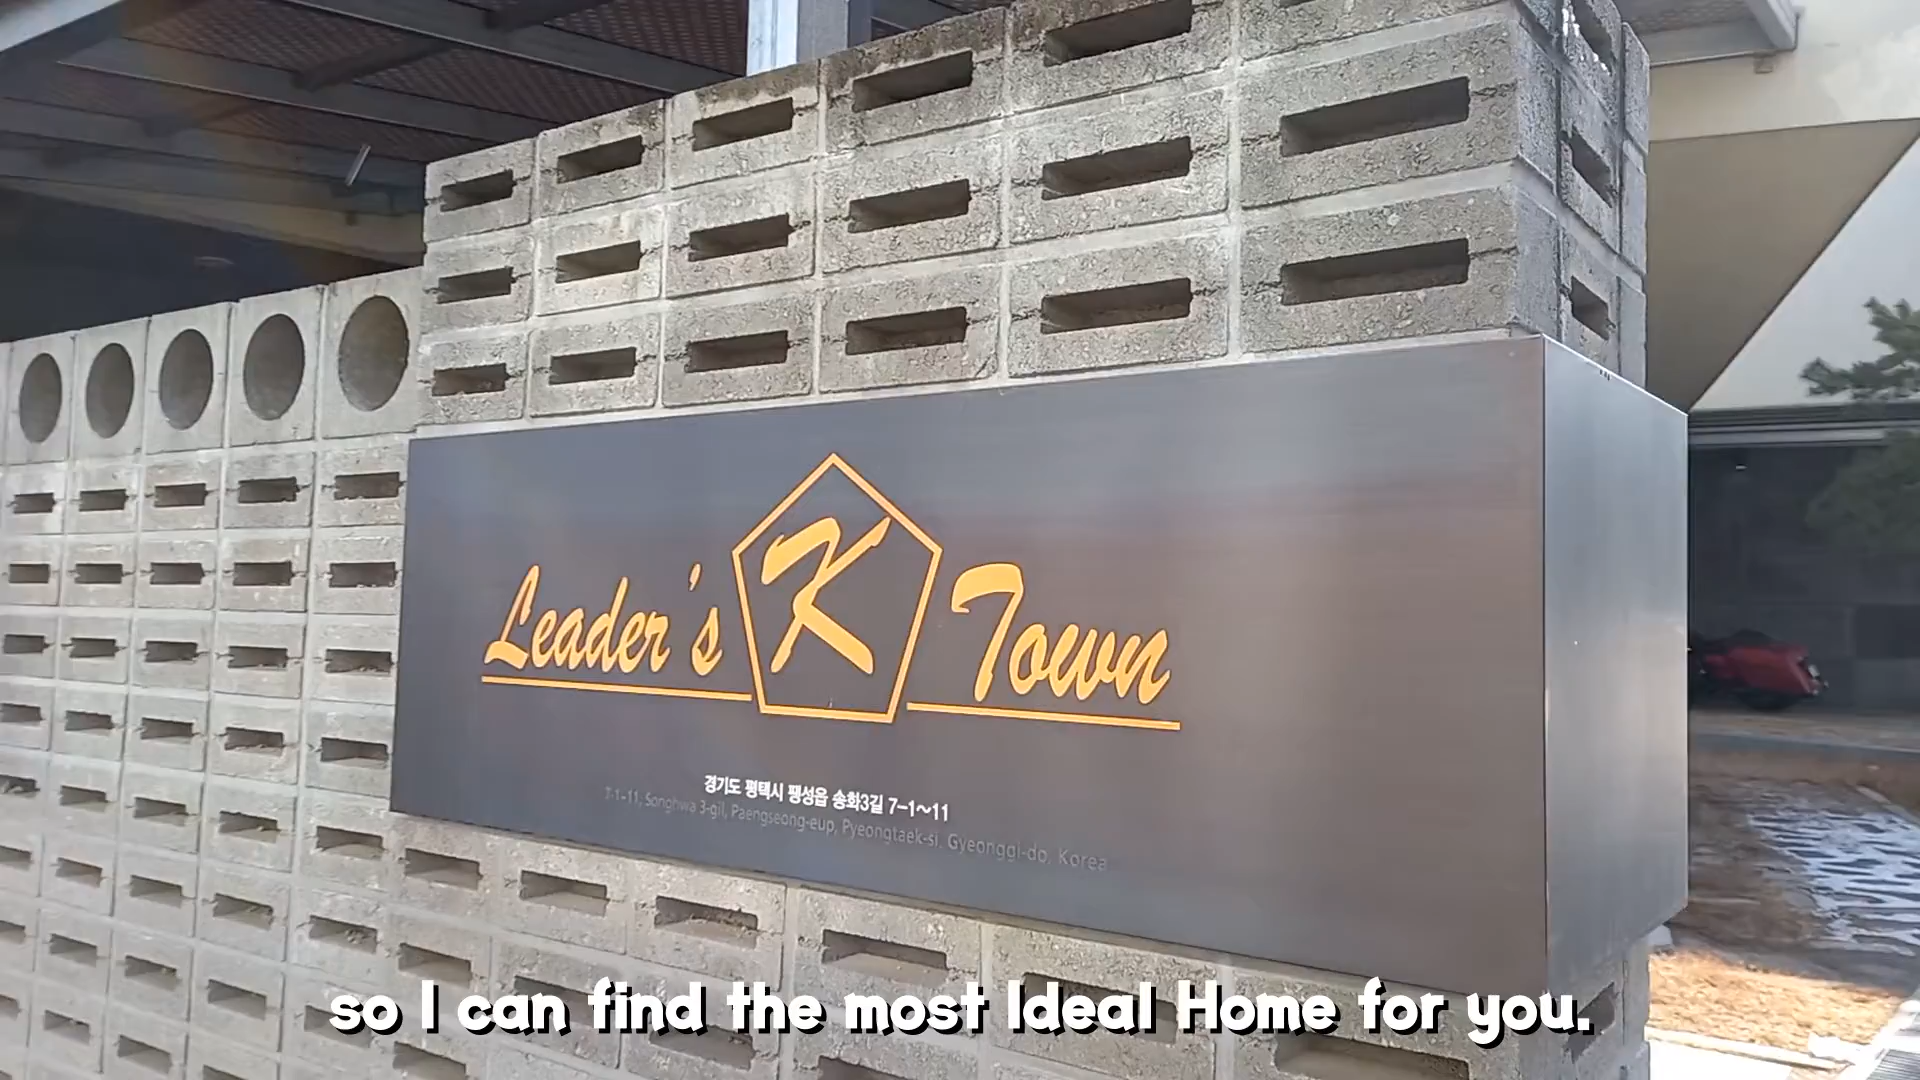 Leader's K Town
경기도 평택시 팽성읍 송화3길 7-1~11
7-1~11, Songhwa 3-gil, Paengseong-eup, Pyeongtaek-si, Gyeonggi-do, Korea
so I can find the most Ideal Home for you.